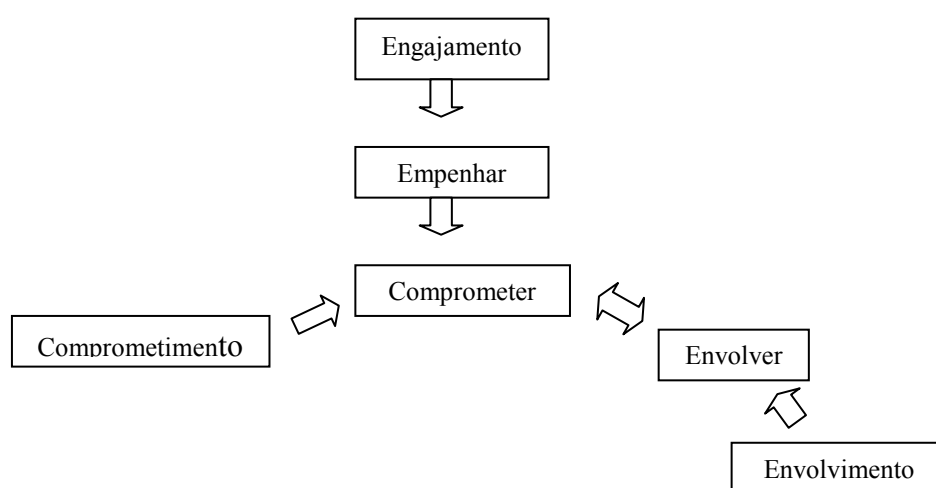 Engajamento
Empenhar
Comprometer
Comprometimento
Envolver
Envolvimento